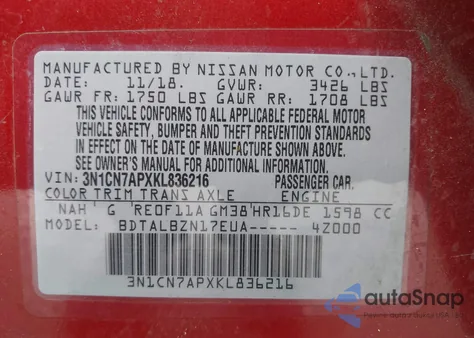 MANUFACTURED BY NISSAN MOTOR CO., LTD.
DATE: 11/18. GVWR: 3426 LBS
GAWR FR: 1750 LBS GAWR RR: 1708 LBS
THIS VEHICLE CONFORMS TO ALL APPLICABLE FEDERAL MOTOR
VEHICLE SAFETY, BUMPER AND THEFT PREVENTION STANDARDS
IN EFFECT ON THE DATE OF MANUFACTURE SHOWN ABOVE.
SEE OWNER'S MANUAL FOR ADDITIONAL INFORMATION.
VIN: 3N1CN7APXKL836216 PASSENGER CAR.
COLOR TRIM TRANS AXLE ENGINE
NAH ' G 'RE0F11A GM38'HR16DE 1598 CC
BDTALBZN17EUA----- 4Z000
3N1CN7APXKL836216
autoSnap